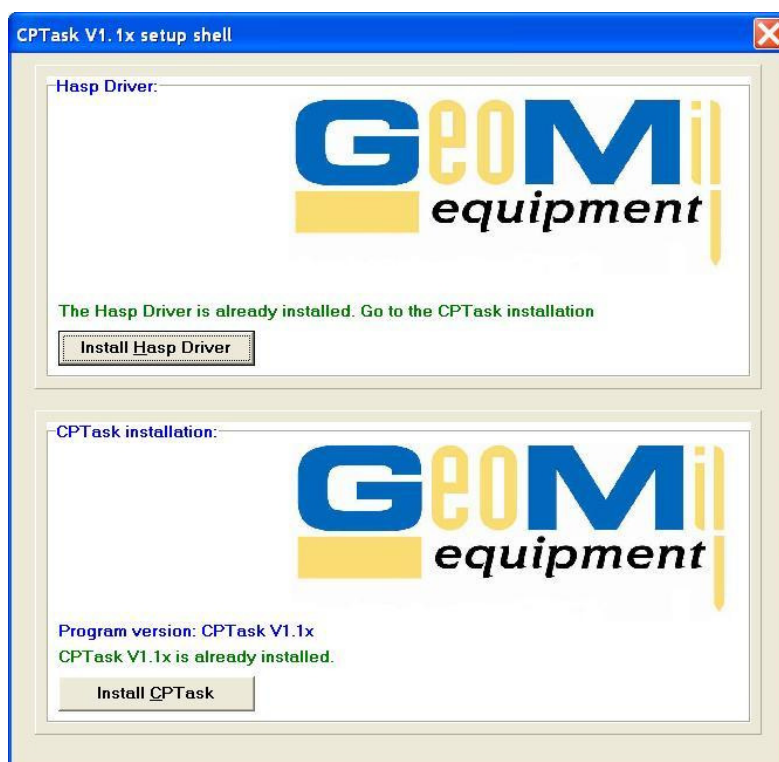 CPTask V1.1x setup shell
Hasp Driver:
GeoMil
equipment
The Hasp Driver is already installed. Go to the CPTask installation
Install Hasp Driver
CPTask installation:
GeoMil
equipment
Program version: CPTask V1.1x
CPTask V1.1x is already installed.
Install CPTask